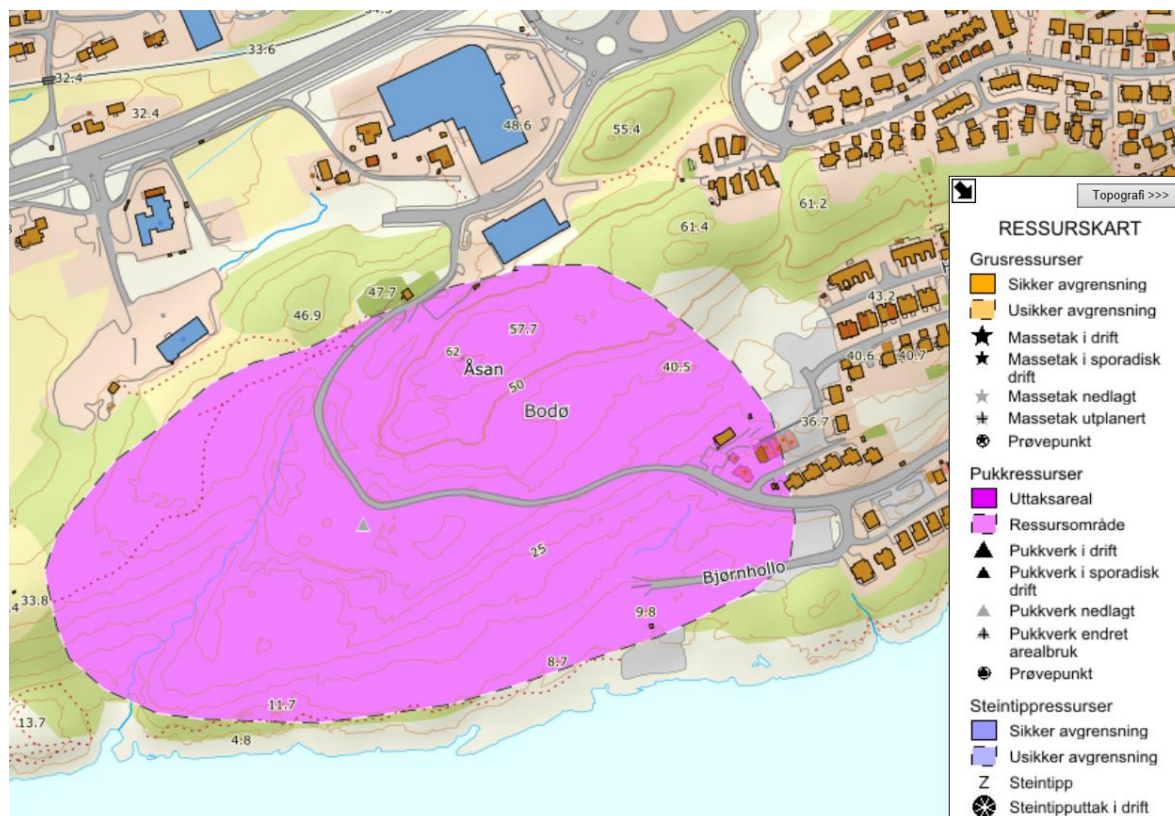 34.5
33.6
32.4
32.4
48.6
55.4
61.2
61.4
47.7
46.9
57.7
62
Åsan
50
Bodø
40.5
43.2
40.6
40.7
36.7
25
Bjørnhollo
33.8
9.8
8.7
11.7
13.7
4.8
Topografi >>>
RESSURSKART
Grusressurser
Sikker avgrensning
Usikker avgrensning
Massetak i drift
Massetak i sporadisk
drift
Massetak nedlagt
Massetak utplanert
Prøvepunkt
Pukkressurser
Uttaksareal
Ressursområde
Pukkverk i drift
Pukkverk i sporadisk
drift
Pukkverk nedlagt
Pukkverk endret
arealbruk
Prøvepunkt
Steintippressurser
Sikker avgrensning
Usikker avgrensning
Z Steintipp
Steintipputtak i drift